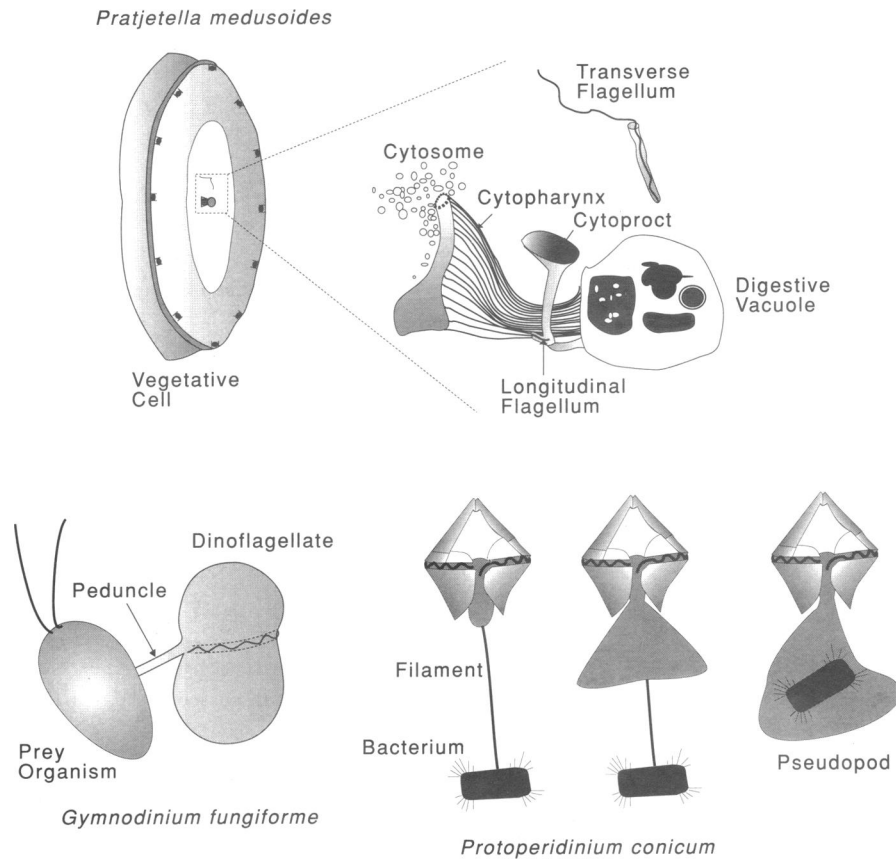 Pratjetella medusoides
Transverse
Flagellum
Cytosome
Cytopharynx
Cytoproct
Digestive
Vacuole
Vegetative
Cell
Longitudinal
Flagellum
Dinoflagellate
Peduncle
Prey
Organism
Gymnodinium fungiforme
Filament
Bacterium
Pseudopod
Protoperidinium conicum